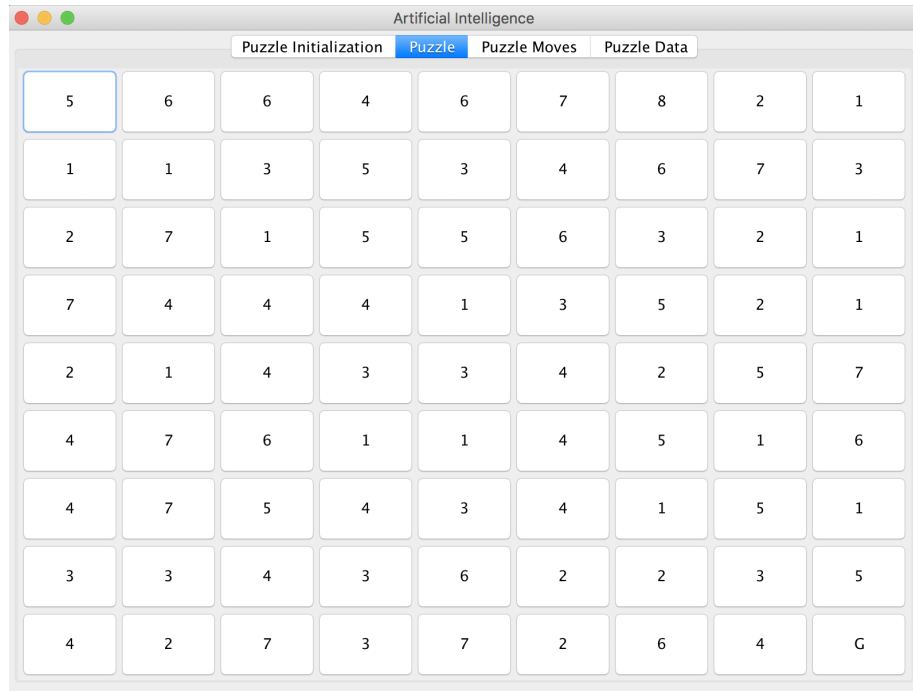 Artificial Intelligence
Puzzle Initialization Puzzle Puzzle Moves Puzzle Data
5 6 6 4 6 7 8 2 1
1 1 3 5 3 4 6 7 3
2 7 1 5 5 6 3 2 1
7 4 4 4 1 3 5 2 1
2 1 4 3 3 4 2 5 7
4 7 6 1 1 4 5 1 6
4 7 5 4 3 4 1 5 1
3 3 4 3 6 2 2 3 5
4 2 7 3 7 2 6 4 G